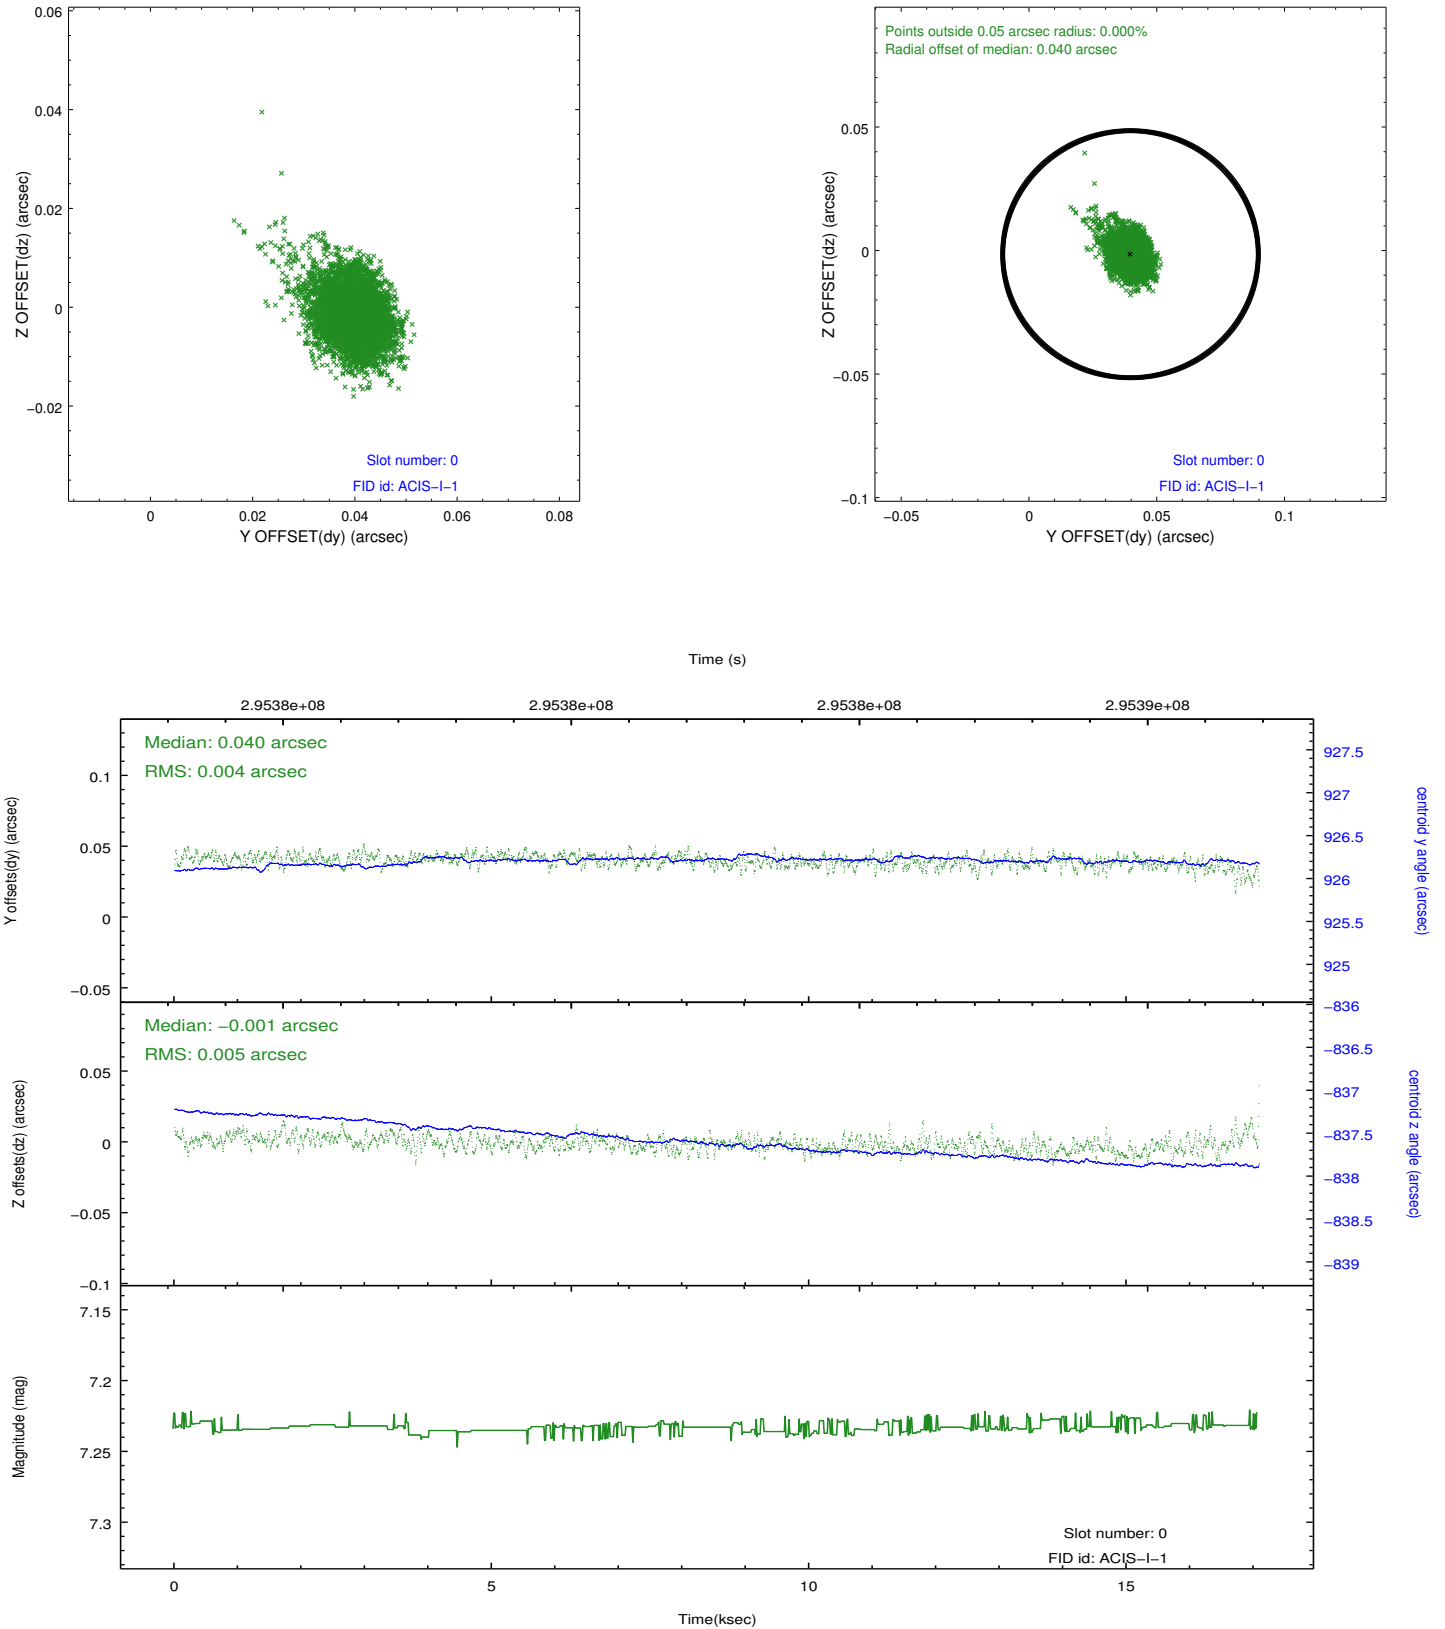 0.06
0.04
0.02
0
−0.02
Z OFFSET(dz) (arcsec)
Slot number: 0
FID id: ACIS−I−1
0 0.02 0.04 0.06 0.08
Y OFFSET(dy) (arcsec)
Points outside 0.05 arcsec radius: 0.000%
Radial offset of median: 0.040 arcsec
0.05
0
−0.05
−0.1
Z OFFSET(dz) (arcsec)
Slot number: 0
FID id: ACIS−I−1
−0.05 0 0.05 0.1
Y OFFSET(dy) (arcsec)
Time (s)
2.9538e+08 2.9538e+08 2.9538e+08 2.9539e+08
Median: 0.040 arcsec
RMS: 0.004 arcsec
0.1
0.05
0
−0.05
Y offsets(dy) (arcsec)
927.5
927
926.5
926
925.5
925
centroid y angle (arcsec)
Median: −0.001 arcsec
RMS: 0.005 arcsec
0.05
0
−0.05
−0.1
Z offsets(dz) (arcsec)
−836
−836.5
−837
−837.5
−838
−838.5
−839
centroid z angle (arcsec)
7.15
7.2
7.25
7.3
Magnitude (mag)
Slot number: 0
FID id: ACIS−I−1
0 5 10 15
Time(ksec)